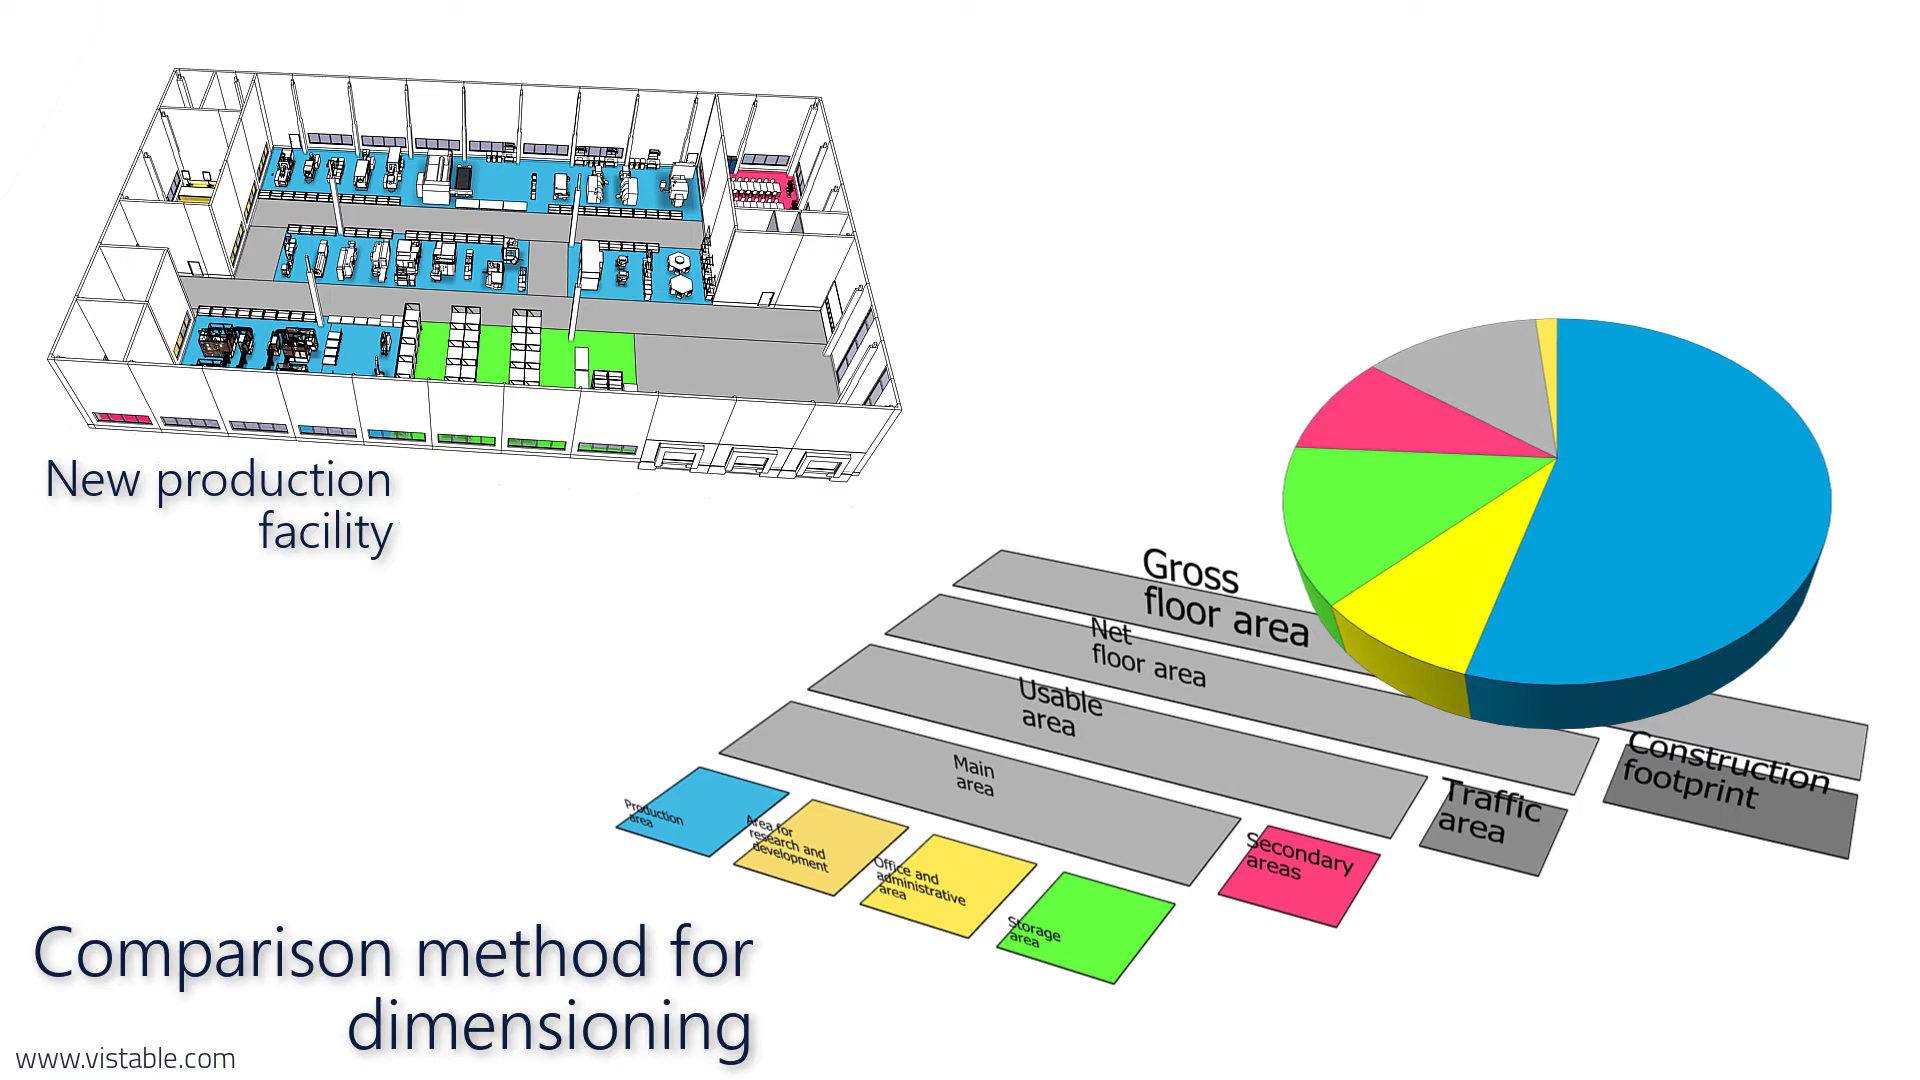 New production
facility
Gross
floor area
Net
floor area
Usable
area
Main
area
Production
area
Area for
research and
development
Office and
administrative
area
Storage
area
Secondary
areas
Traffic
area
Construction
footprint
Comparison method for
dimensioning
www.vistable.com